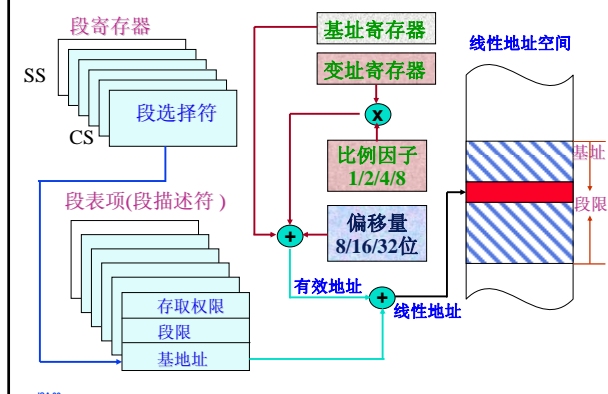 段寄存器
SS
CS
段选择符
段表项(段描述符 )
存取权限
段限
基地址
基址寄存器
变址寄存器
x
比例因子
1/2/4/8
偏移量
8/16/32位
+
有效地址
+
线性地址
线性地址空间
基址
段限